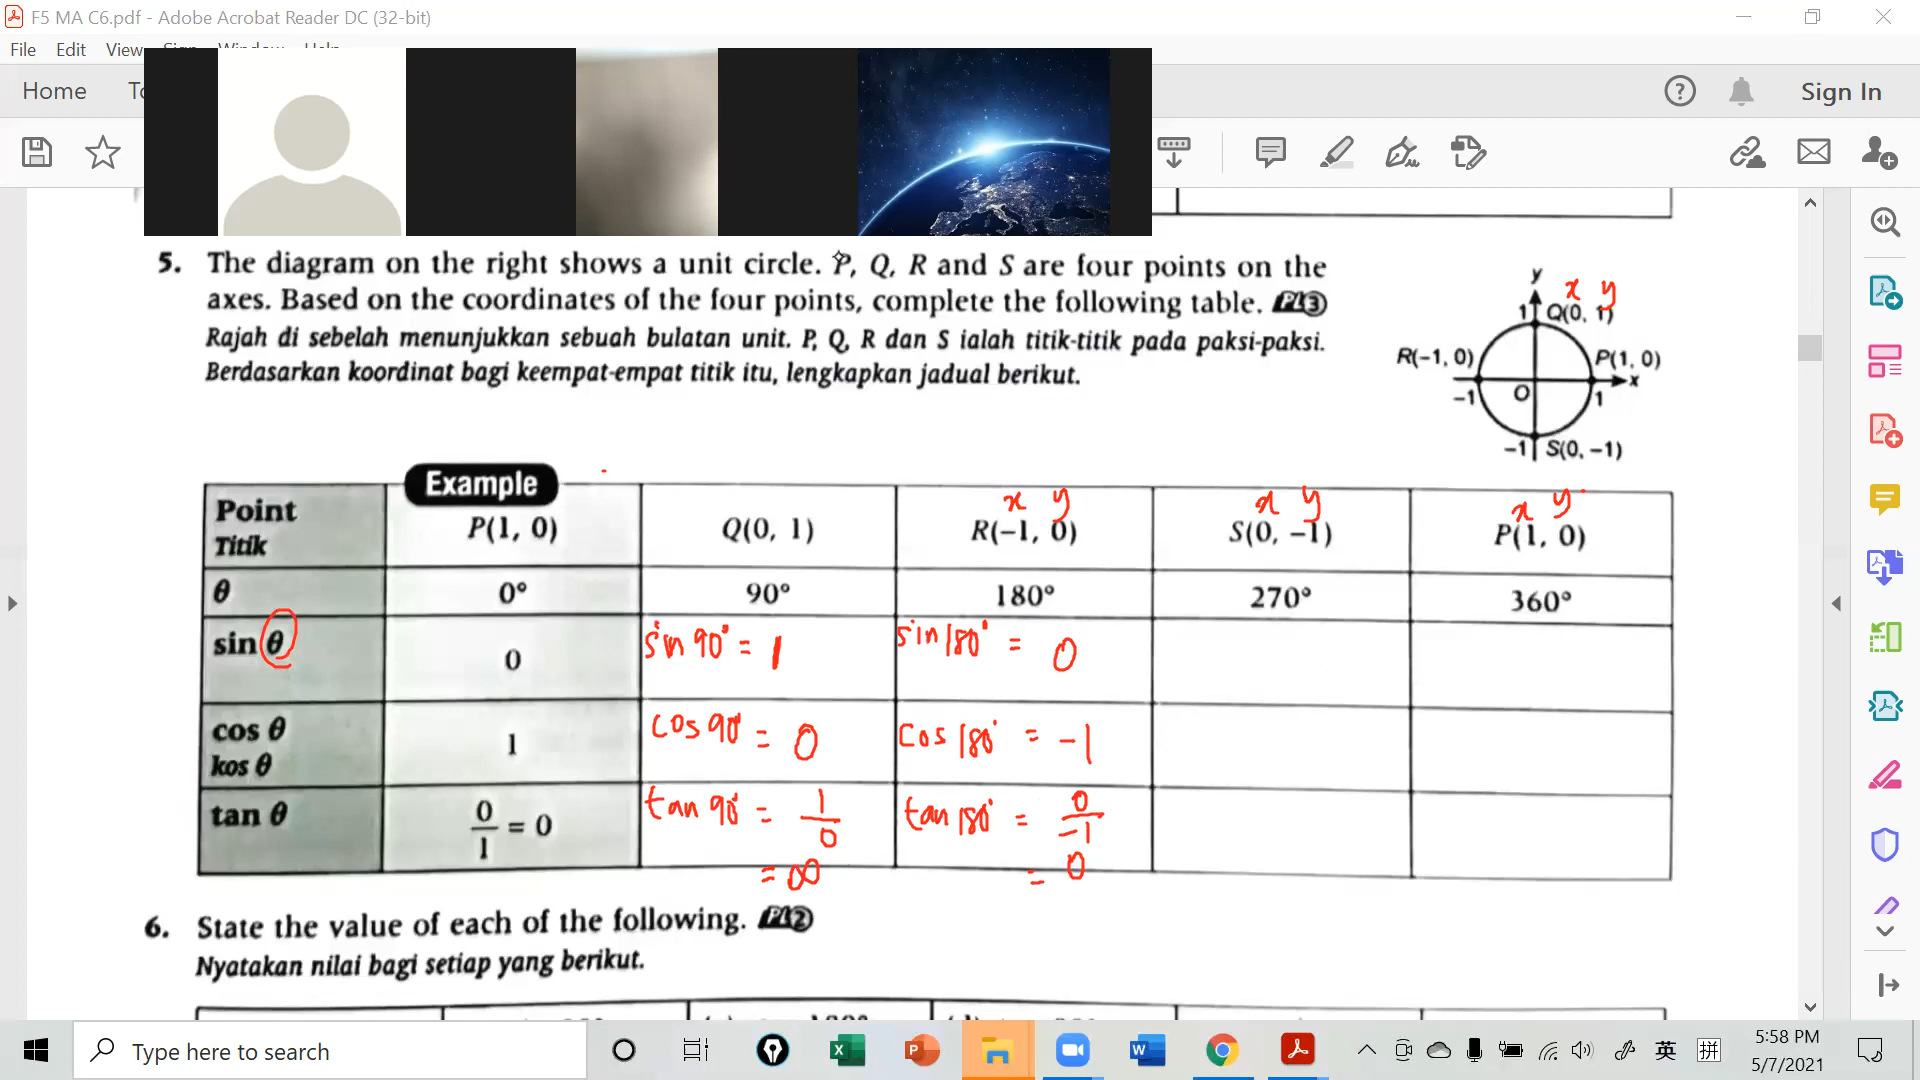 F5 MA C6.pdf - Adobe Acrobat Reader DC (32-bit)
File Edit View Sign Window Help
Home
Sign In
5. The diagram on the right shows a unit circle. P, Q, R and S are four points on the
axes. Based on the coordinates of the four points, complete the following table. PL3
Rajah di sebelah menunjukkan sebuah bulatan unit. P, Q, R dan S ialah titik-titik pada paksi-paksi.
Berdasarkan koordinat bagi keempat-empat titik itu, lengkapkan jadual berikut.
y x y
1 Q(0, 1)
R(−1, 0) P(1, 0)
x
−1 O 1
−1 S(0, −1)
Example
x y x y x y
Point P(1, 0) Q(0, 1) R(−1, 0) S(0, −1) P(1, 0)
Titik
θ 0° 90° 180° 270° 360°
sin θ 0 sin 90° = 1 sin 180° = 0
cos θ 1 cos 90° = 0 cos 180° = −1
kos θ
tan θ 0/1 = 0 tan 90° = 1/0 tan 180° = 0/−1
= ∞ = 0
6. State the value of each of the following. PL2
Nyatakan nilai bagi setiap yang berikut.
Type here to search
英 拼
5:58 PM
5/7/2021